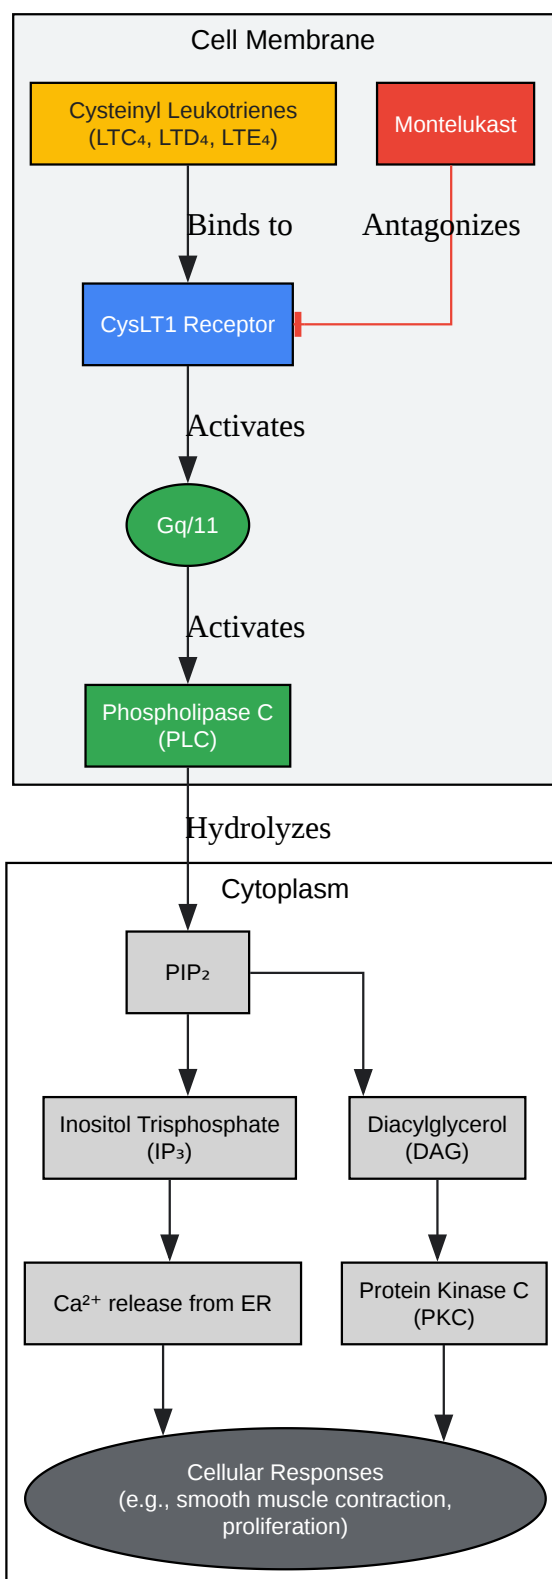 Cell Membrane
Cysteinyl Leukotrienes
(LTC₄, LTD₄, LTE₄)
Montelukast
Binds to
Antagonizes
CysLT1 Receptor
Activates
Gq/11
Activates
Phospholipase C
(PLC)
Hydrolyzes
Cytoplasm
PIP₂
Inositol Trisphosphate
(IP₃)
Diacylglycerol
(DAG)
Ca²⁺ release from ER
Protein Kinase C
(PKC)
Cellular Responses
(e.g., smooth muscle contraction,
proliferation)